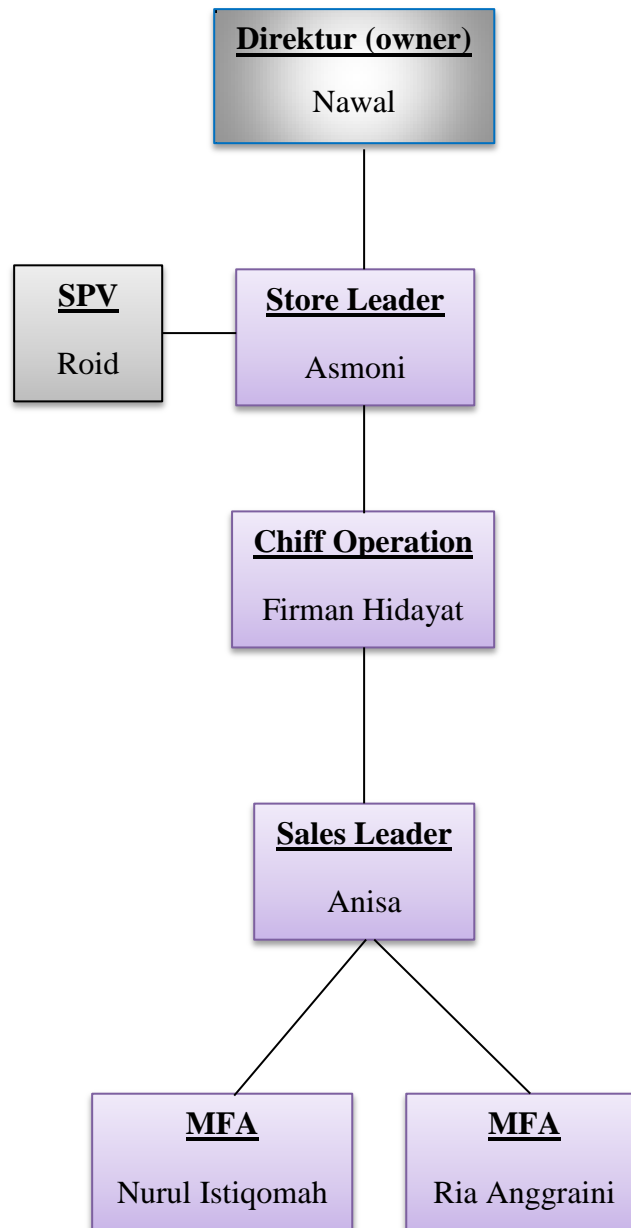 Direktur (owner)
Nawal
SPV
Roid
Store Leader
Asmoni
Chiff Operation
Firman Hidayat
Sales Leader
Anisa
MFA
Nurul Istiqomah
MFA
Ria Anggraini